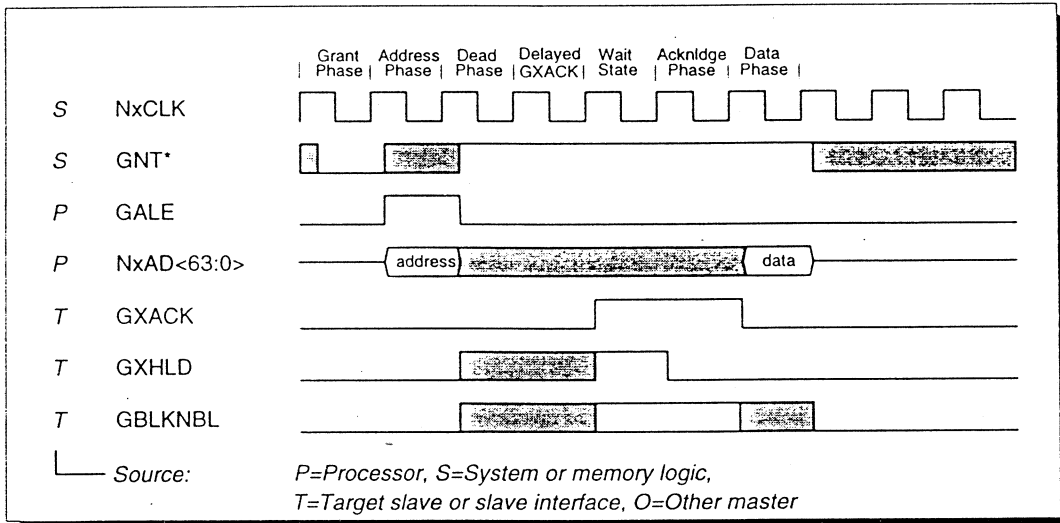 Grant Address Dead Delayed Wait Acknldge Data
| Phase | Phase | Phase | GXACK | State | Phase | Phase |
S NxCLK
S GNT*
P GALE
P NxAD<63:0> address data
T GXACK
T GXHLD
T GBLKNBL
Source: P=Processor, S=System or memory logic,
T=Target slave or slave interface, O=Other master